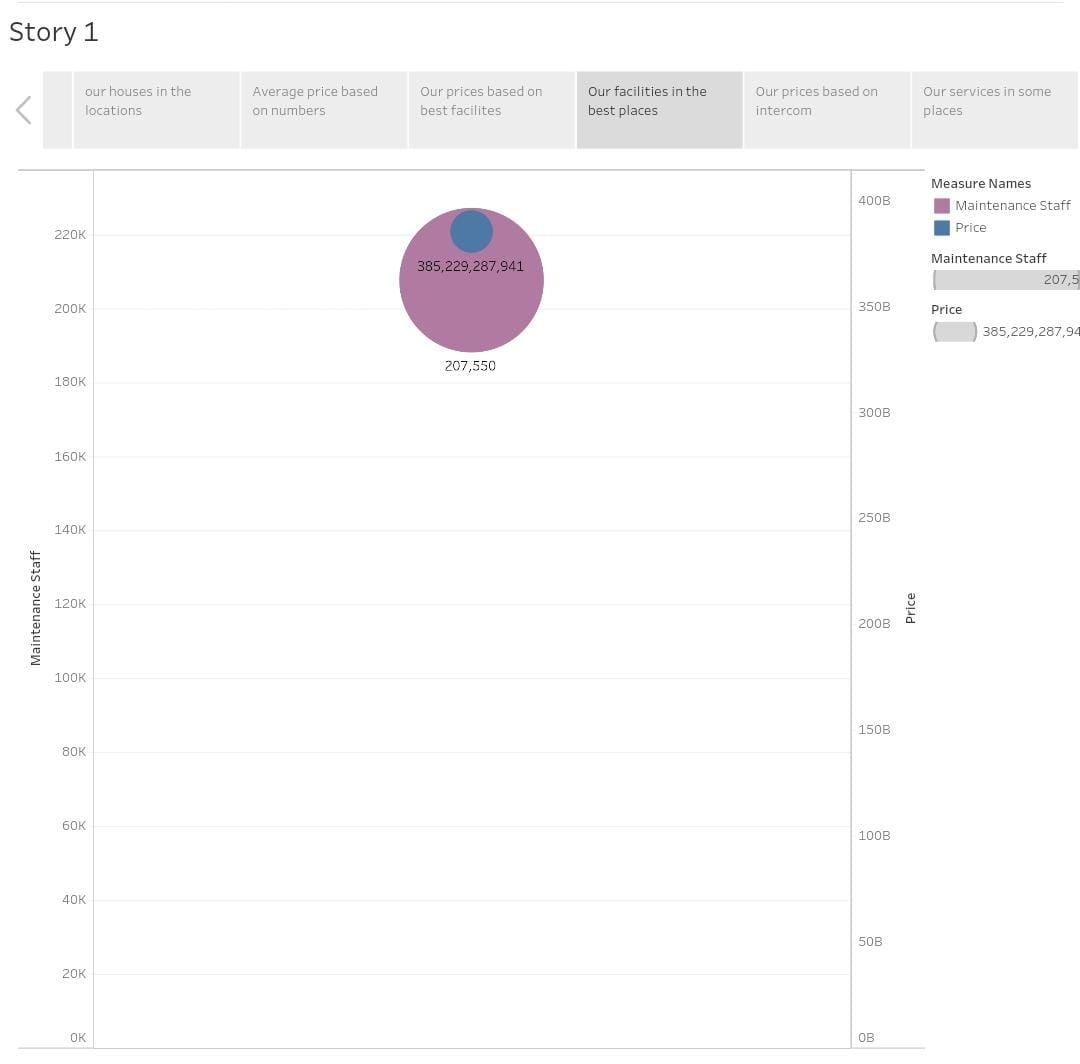 Story 1
our houses in the
locations
Average price based
on numbers
Our prices based on
best facilites
Our facilities in the
best places
Our prices based on
intercom
Our services in some
places
Measure Names
Maintenance Staff
Price
Maintenance Staff
207,5
Price
385,229,287,94
220K
200K
180K
160K
140K
120K
100K
80K
60K
40K
20K
0K
Maintenance Staff
385,229,287,941
207,550
400B
350B
300B
250B
200B
150B
100B
50B
0B
Price